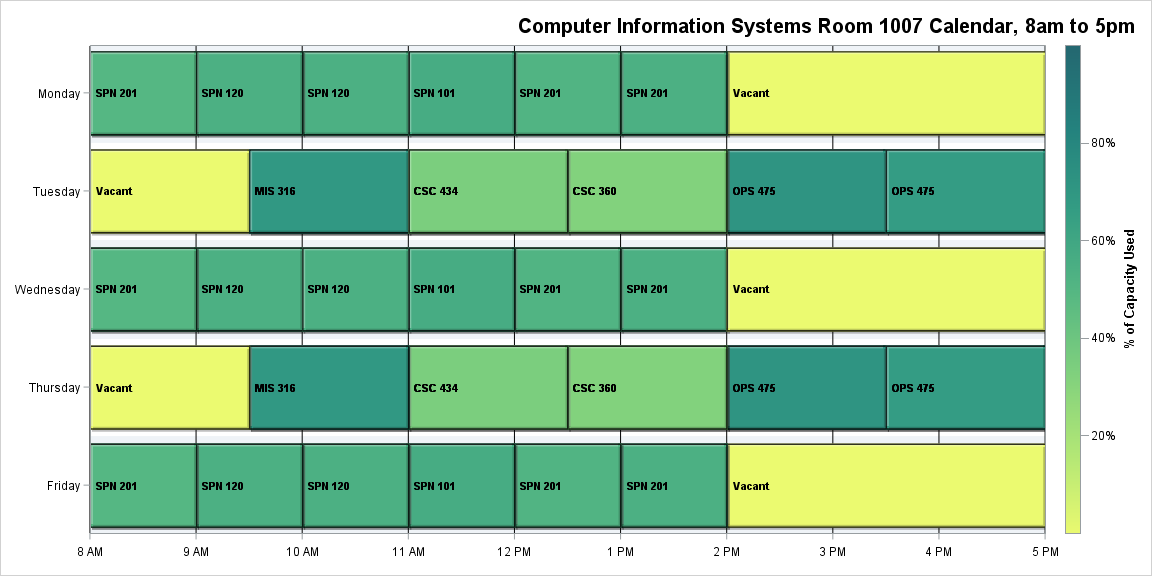 Computer Information Systems Room 1007 Calendar, 8am to 5pm
Monday
SPN 201
SPN 120
SPN 120
SPN 101
SPN 201
SPN 201
Vacant
Tuesday
Vacant
MIS 316
CSC 434
CSC 360
OPS 475
OPS 475
Wednesday
SPN 201
SPN 120
SPN 120
SPN 101
SPN 201
SPN 201
Vacant
Thursday
Vacant
MIS 316
CSC 434
CSC 360
OPS 475
OPS 475
Friday
SPN 201
SPN 120
SPN 120
SPN 101
SPN 201
SPN 201
Vacant
8 AM
9 AM
10 AM
11 AM
12 PM
1 PM
2 PM
3 PM
4 PM
5 PM
80%
60%
40%
20%
% of Capacity Used